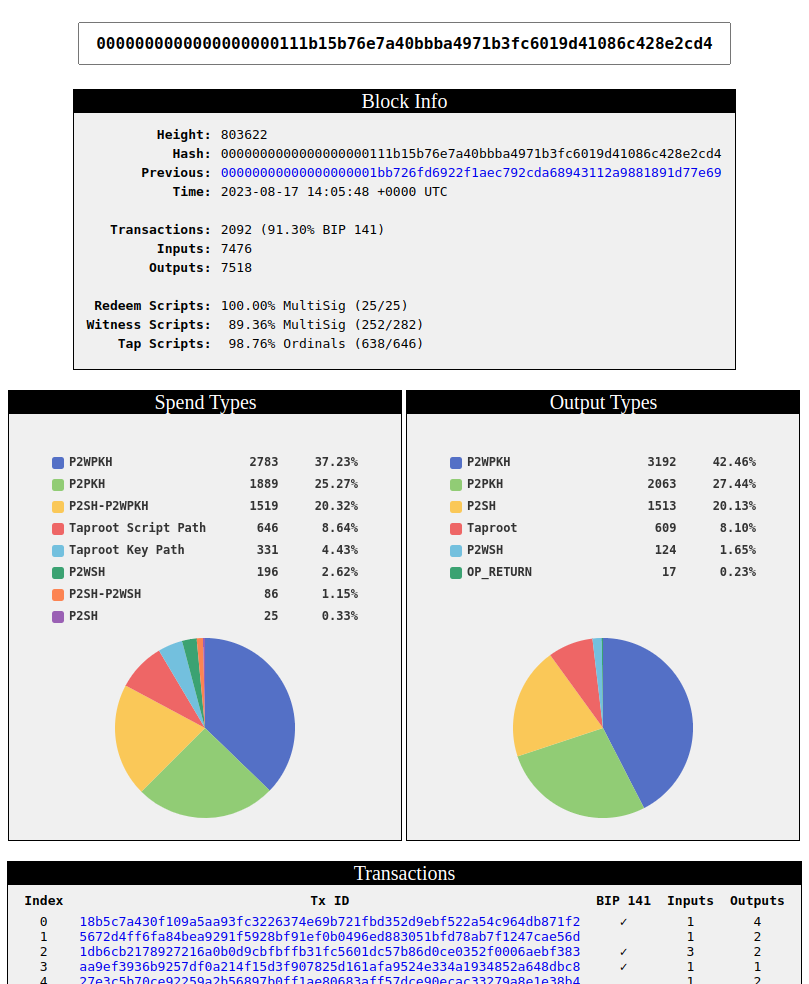 0000000000000000000111b15b76e7a40bbba4971b3fc6019d41086c428e2cd4
Block Info
Height: 803622
Hash: 0000000000000000000111b15b76e7a40bbba4971b3fc6019d41086c428e2cd4
Previous: 00000000000000000001bb726fd6922f1aec792cda68943112a9881891d77e69
Time: 2023-08-17 14:05:48 +0000 UTC
Transactions: 2092 (91.30% BIP 141)
Inputs: 7476
Outputs: 7518
Redeem Scripts: 100.00% MultiSig (25/25)
Witness Scripts: 89.36% MultiSig (252/282)
Tap Scripts: 98.76% Ordinals (638/646)
Spend Types
P2WPKH 2783 37.23%
P2PKH 1889 25.27%
P2SH-P2WPKH 1519 20.32%
Taproot Script Path 646 8.64%
Taproot Key Path 331 4.43%
P2WSH 196 2.62%
P2SH-P2WSH 86 1.15%
P2SH 25 0.33%
Output Types
P2WPKH 3192 42.46%
P2PKH 2063 27.44%
P2SH 1513 20.13%
Taproot 609 8.10%
P2WSH 124 1.65%
OP_RETURN 17 0.23%
Transactions
Index Tx ID BIP 141 Inputs Outputs
0 18b5c7a430f109a5aa93fc3226374e69b721fbd352d9ebf522a54c964db871f2 ✓ 1 4
1 5672d4ff6fa84bea9291f5928bf91ef0b0496ed883051bfd78ab7f1247cae56d 1 2
2 1db6cb2178927216a0b0d9cbfbffb31fc5601dc57b86d0ce0352f0006aebf383 ✓ 3 2
3 aa9ef3936b9257df0a214f15d3f907825d161afa9524e334a1934852a648dbc8 ✓ 1 1
4 27e3c5b70ce92259a2b56897b0ff1ae80683aff57dce90ecac33279a8e1e38b4 1 2